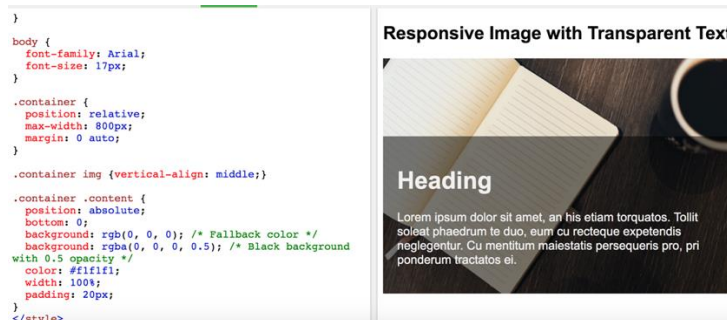 }
body {
font-family: Arial;
font-size: 17px;
}
.container {
position: relative;
max-width: 800px;
margin: 0 auto;
}
.container img {vertical-align: middle;}
.container .content {
position: absolute;
bottom: 0;
background: rgb(0, 0, 0); /* Fallback color */
background: rgba(0, 0, 0, 0.5); /* Black background
with 0.5 opacity */
color: #f1f1f1;
width: 100%;
padding: 20px;
}
</style>
Responsive Image with Transparent Text
Heading
Lorem ipsum dolor sit amet, an his etiam torquatos. Tollit
soleat phaedrum te duo, eum cu recteque expetendis
neglegentur. Cu mentitum maiestatis persequeris pro, pri
ponderum tractatos ei.